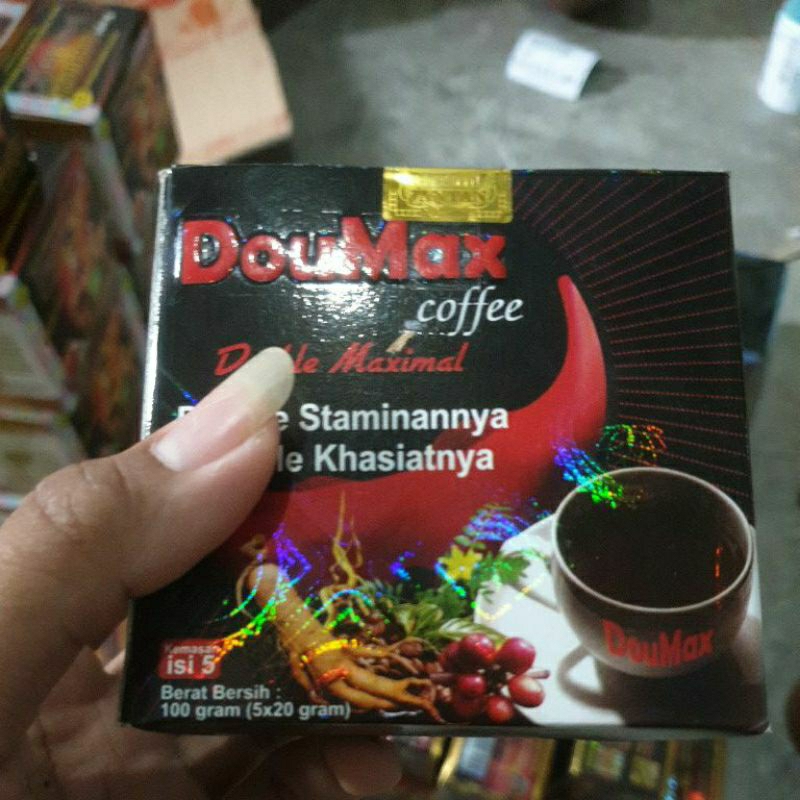 DouMax
coffee
Maximal
Staminannya
Khasiatnya
DouMax
Kemasan
isi 5
Berat Bersih :
100 gram (5x20 gram)